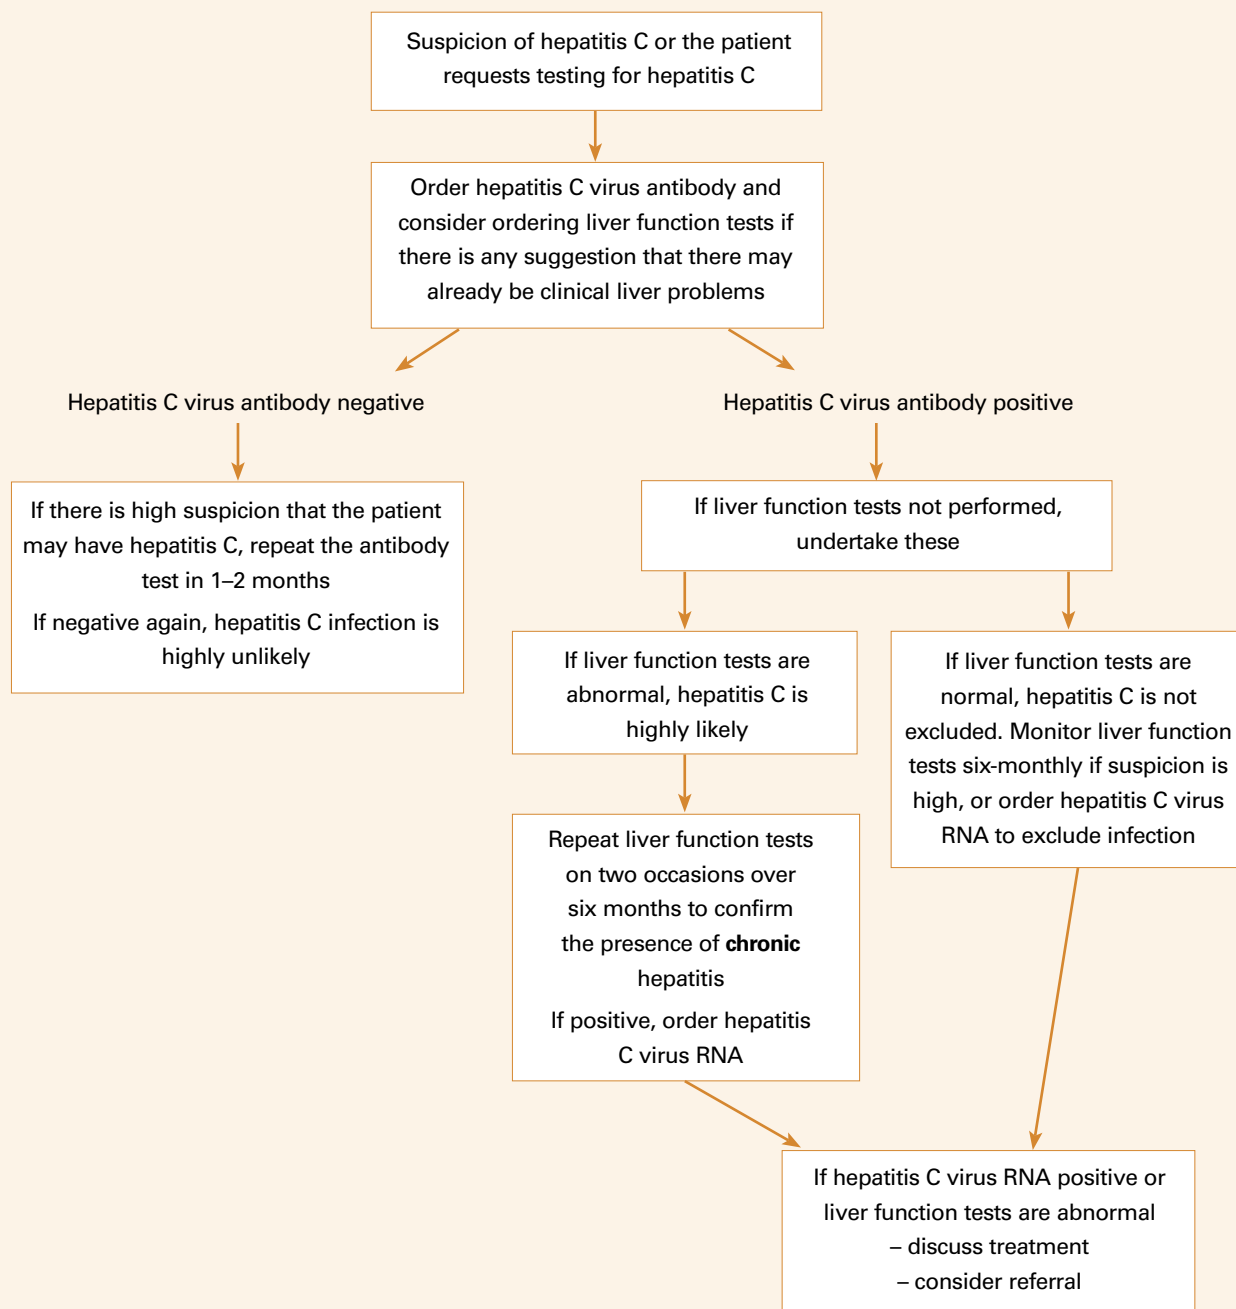 Suspicion of hepatitis C or the patient
requests testing for hepatitis C
Order hepatitis C virus antibody and
consider ordering liver function tests if
there is any suggestion that there may
already be clinical liver problems
Hepatitis C virus antibody negative
Hepatitis C virus antibody positive
If there is high suspicion that the patient
may have hepatitis C, repeat the antibody
test in 1–2 months
If negative again, hepatitis C infection is
highly unlikely
If liver function tests not performed,
undertake these
If liver function tests are
abnormal, hepatitis C is
highly likely
If liver function tests are
normal, hepatitis C is not
excluded. Monitor liver function
tests six-monthly if suspicion is
high, or order hepatitis C virus
RNA to exclude infection
Repeat liver function tests
on two occasions over
six months to confirm
the presence of chronic
hepatitis
If positive, order hepatitis
C virus RNA
If hepatitis C virus RNA positive or
liver function tests are abnormal
– discuss treatment
– consider referral